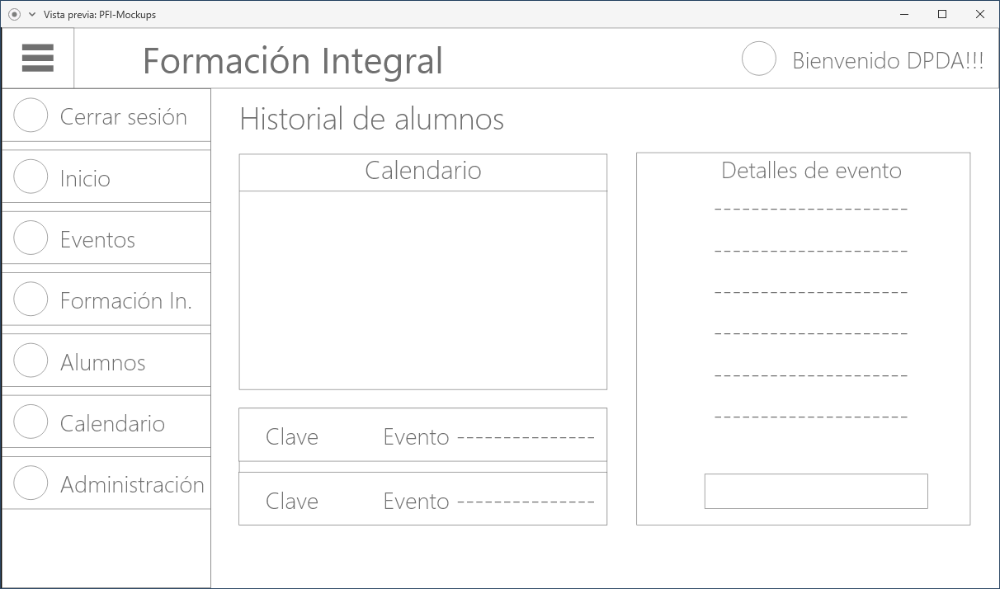 Vista previa: PFI-Mockups
Formación Integral
Bienvenido DPDA!!!
Cerrar sesión
Inicio
Eventos
Formación In.
Alumnos
Calendario
Administración
Historial de alumnos
Calendario
Clave Evento ---------------
Clave Evento ---------------
Detalles de evento
---------------------
---------------------
---------------------
---------------------
---------------------
---------------------